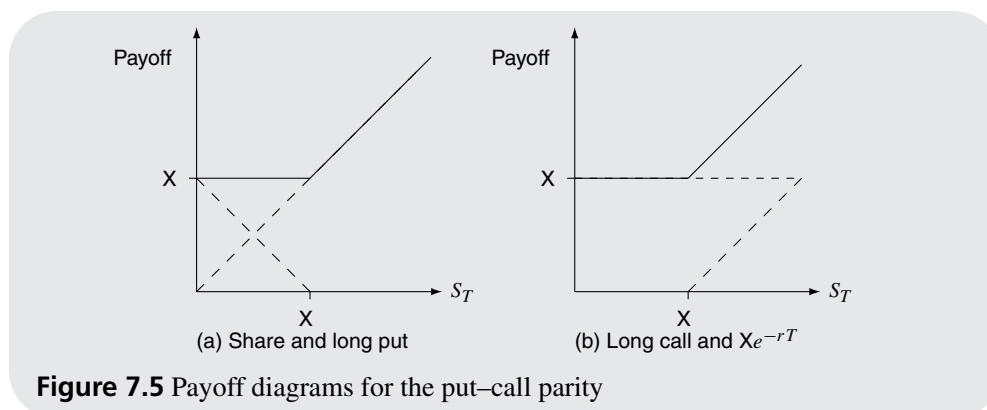 Payoff
X
S_T
X
(a) Share and long put
Payoff
X
S_T
X
(b) Long call and Xe^{-rT}
Figure 7.5 Payoff diagrams for the put–call parity